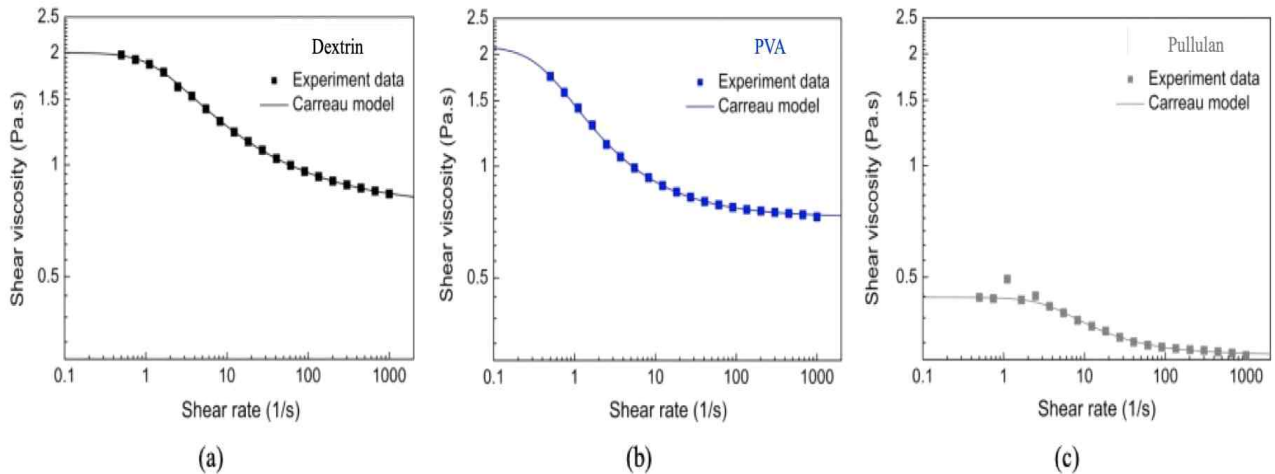 Dextrin
Experiment data
Carreau model
Shear viscosity (Pa.s)
2.5
2
1.5
1
0.5
0.1 1 10 100 1000
Shear rate (1/s)
(a)
PVA
Experiment data
Carreau model
Shear viscosity (Pa.s)
2.5
2
1.5
1
0.5
0.1 1 10 100 1000
Shear rate (1/s)
(b)
Pullulan
Experiment data
Carreau model
Shear viscosity (Pa.s)
2.5
2
1.5
1
0.5
0.1 1 10 100 1000
Shear rate (1/s)
(c)